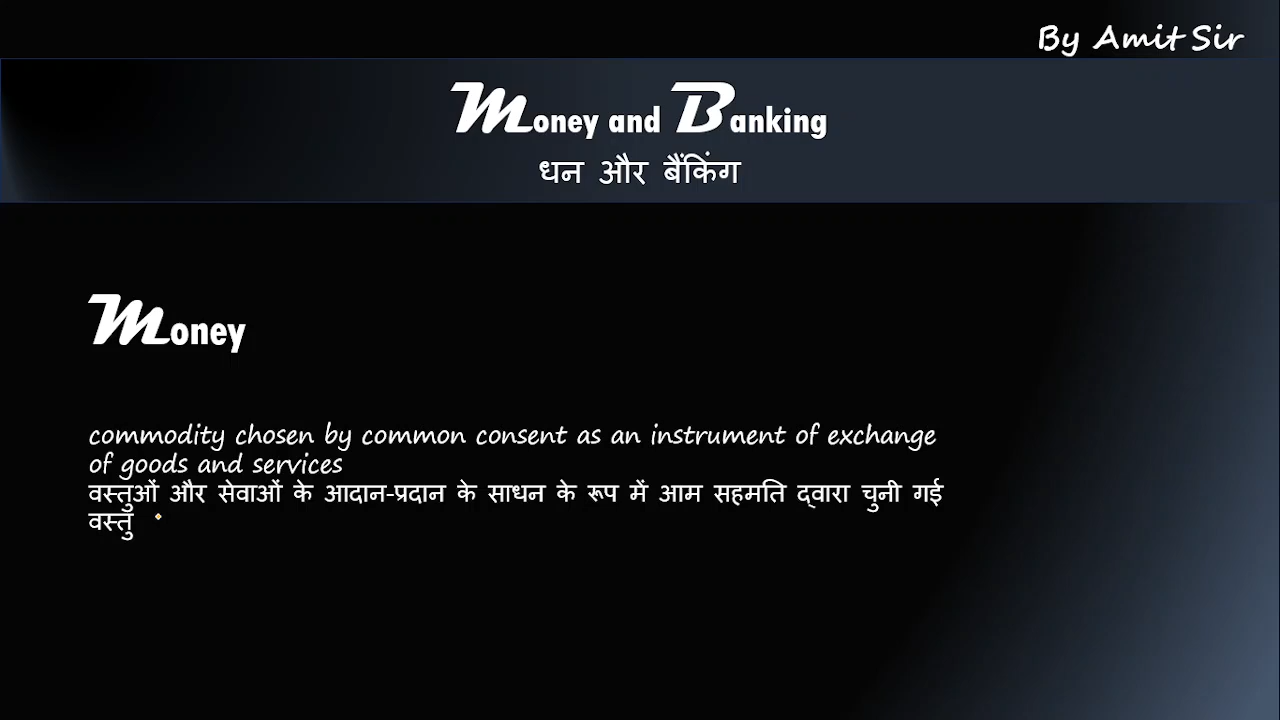 By Amit Sir
Money and Banking
धन और बैंकिंग
Money
commodity chosen by common consent as an instrument of exchange
of goods and services
वस्तुओं और सेवाओं के आदान-प्रदान के साधन के रूप में आम सहमति द्वारा चुनी गई
वस्तु